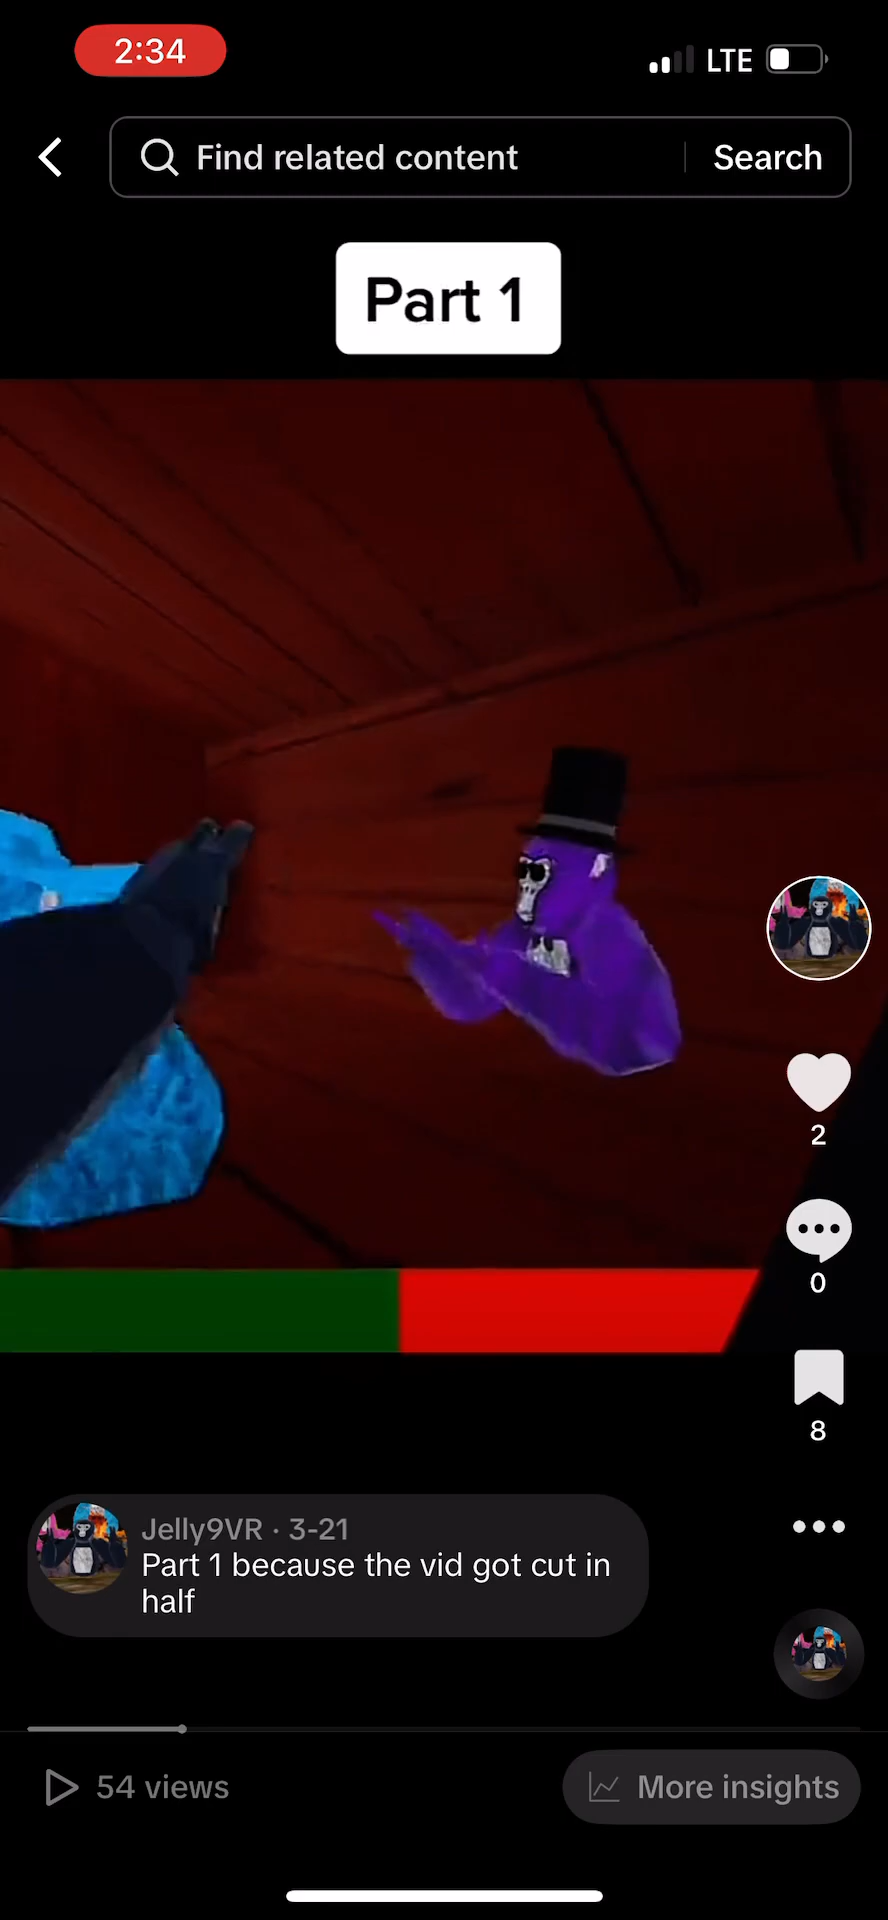 2:34
LTE
Find related content
Search
Part 1
2
0
8
Jelly9VR · 3-21
Part 1 because the vid got cut in
half
54 views
More insights